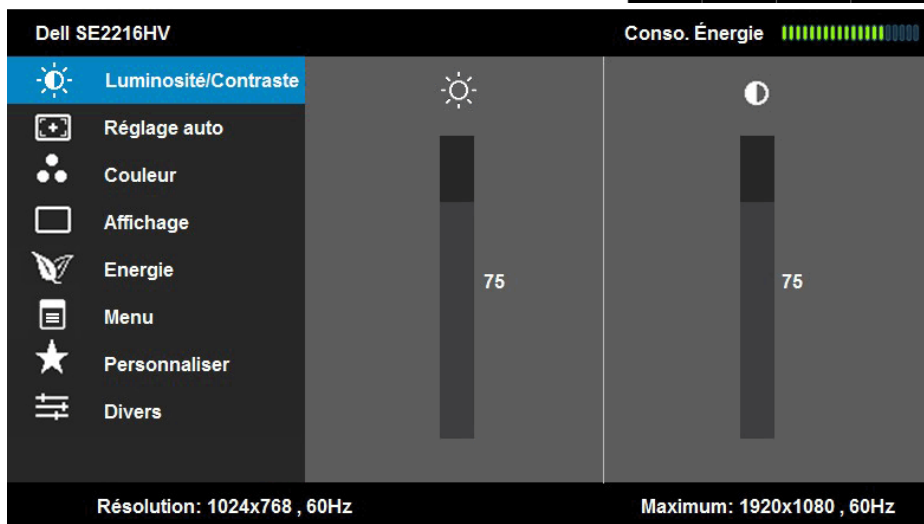 Dell SE2216HV
Conso. Énergie
Luminosité/Contraste
Réglage auto
Couleur
Affichage
Energie
Menu
Personnaliser
Divers
75
75
Résolution: 1024x768 , 60Hz
Maximum: 1920x1080 , 60Hz